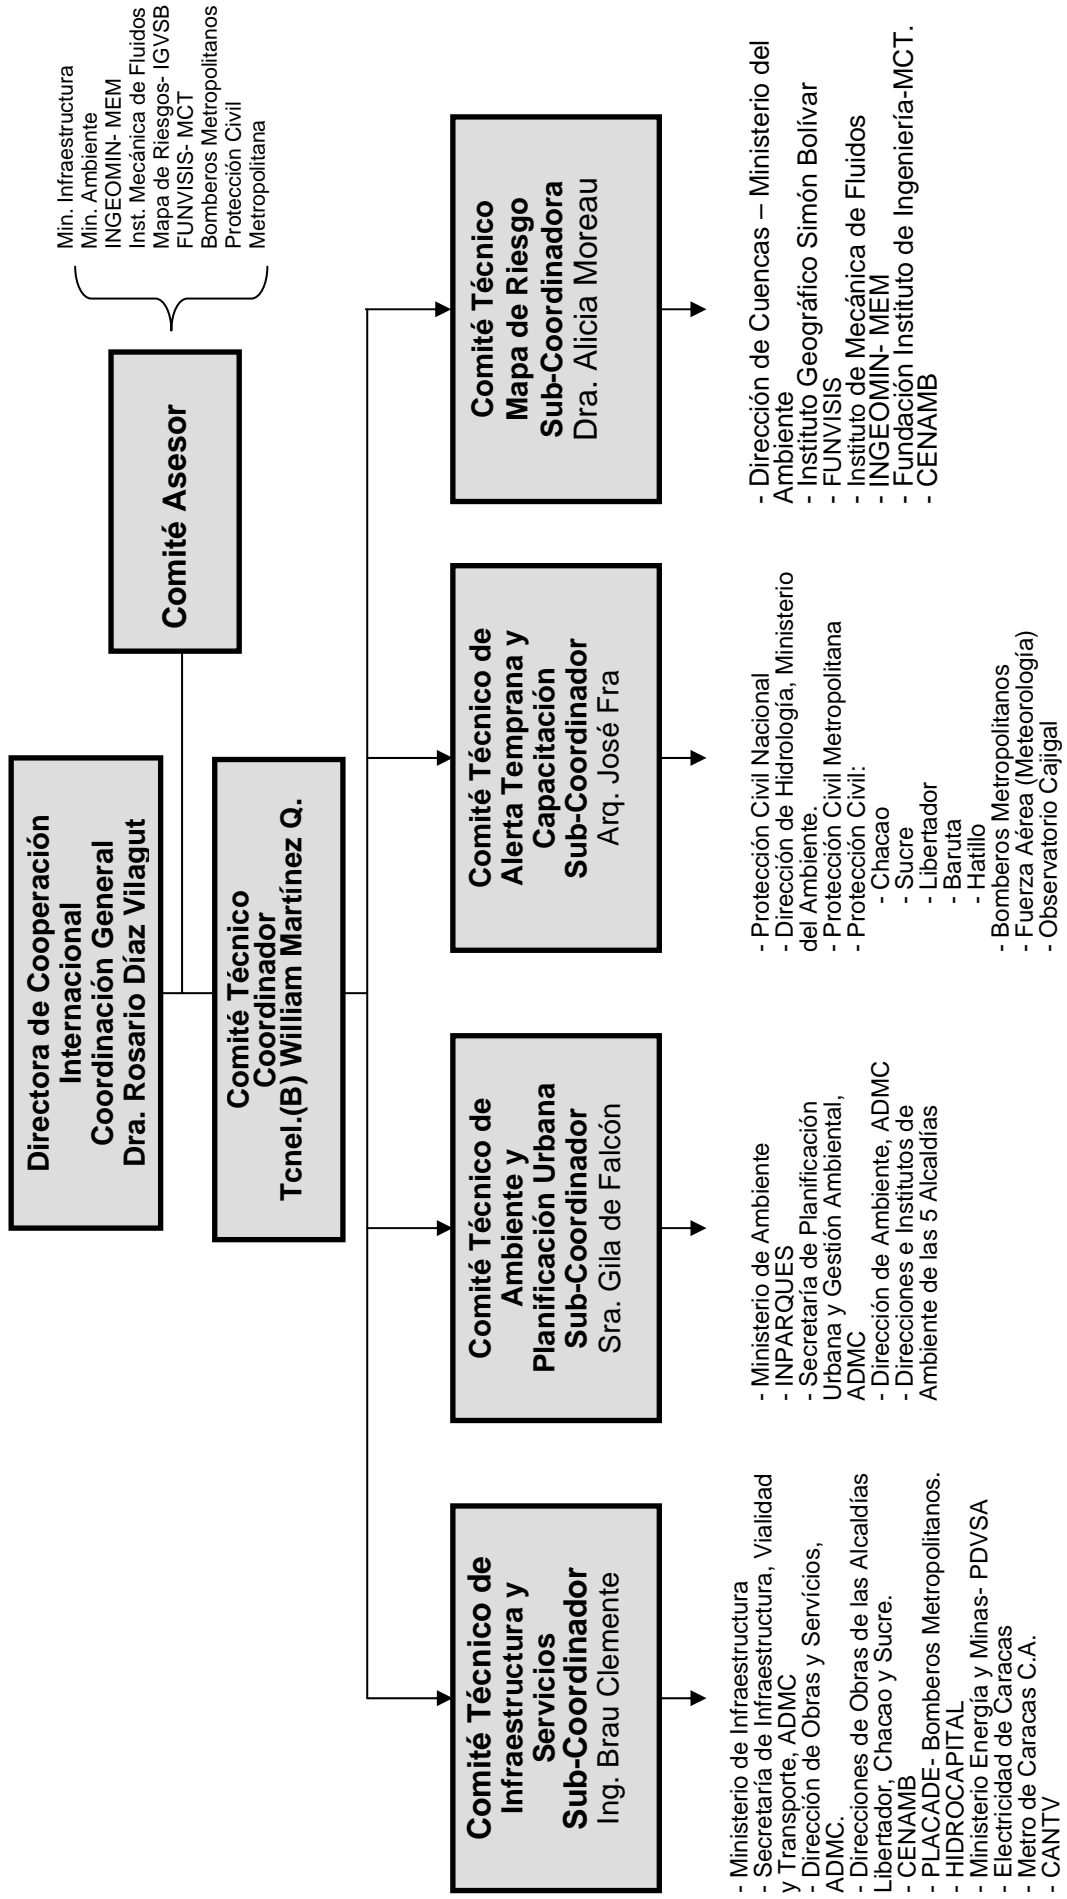 Directora de Cooperación
Internacional
Coordinación General
Dra. Rosario Díaz Vilagut
Comité Asesor
Min. Infraestructura
Min. Ambiente
INGEOMIN- MEM
Inst. Mecánica de Fluidos
Mapa de Riesgos- IGVSB
FUNVISIS- MCT
Bomberos Metropolitanos
Protección Civil
Metropolitana
Comité Técnico
Coordinador
Tcnel.(B) William Martínez Q.
Comité Técnico de
Infraestructura y
Servicios
Sub-Coordinador
Ing. Brau Clemente
- Ministerio de Infraestructura
- Secretaría de Infraestructura, Vialidad
y Transporte, ADMC
- Dirección de Obras y Servicios,
ADMC.
- Direcciones de Obras de las Alcaldías
Libertador, Chacao y Sucre.
- CENAMB
- PLACADE- Bomberos Metropolitanos.
- HIDROCAPITAL
- Ministerio Energía y Minas- PDVSA
- Electricidad de Caracas
- Metro de Caracas C.A.
- CANTV
Comité Técnico de
Ambiente y
Planificación Urbana
Sub-Coordinador
Sra. Gila de Falcón
- Ministerio de Ambiente
- INPARQUES
- Secretaría de Planificación
Urbana y Gestión Ambiental,
ADMC
- Dirección de Ambiente, ADMC
- Direcciones e Institutos de
Ambiente de las 5 Alcaldías
Comité Técnico de
Alerta Temprana y
Capacitación
Sub-Coordinador
Arq. José Fra
- Protección Civil Nacional
- Dirección de Hidrología, Ministerio
del Ambiente.
- Protección Civil Metropolitana
- Protección Civil:
- Chacao
- Sucre
- Libertador
- Baruta
- Hatillo
- Bomberos Metropolitanos
- Fuerza Aérea (Meteorología)
- Observatorio Cajigal
Comité Técnico
Mapa de Riesgo
Sub-Coordinadora
Dra. Alicia Moreau
- Dirección de Cuencas – Ministerio del
Ambiente
- Instituto Geográfico Simón Bolívar
- FUNVISIS
- Instituto de Mecánica de Fluidos
- INGEOMIN- MEM
- Fundación Instituto de Ingeniería-MCT.
- CENAMB